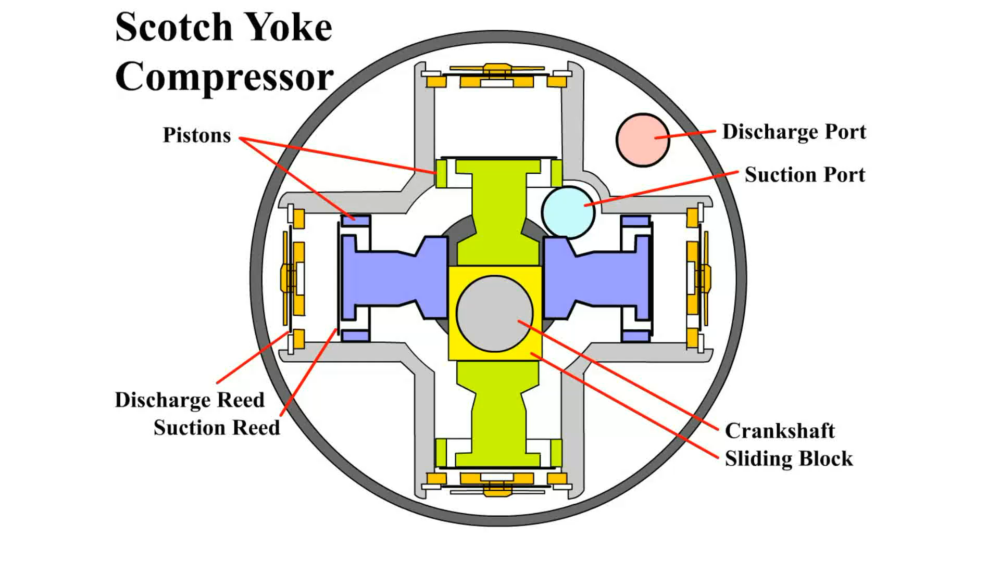 Scotch Yoke
Compressor
Pistons
Discharge Port
Suction Port
Discharge Reed
Suction Reed
Crankshaft
Sliding Block